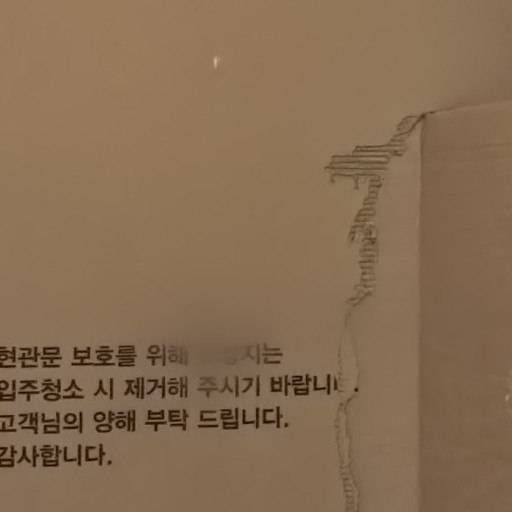 현관문 보호를 위해 지는
입주청소 시 제거해 주시기 바랍니다.
고객님의 양해 부탁 드립니다.
감사합니다.